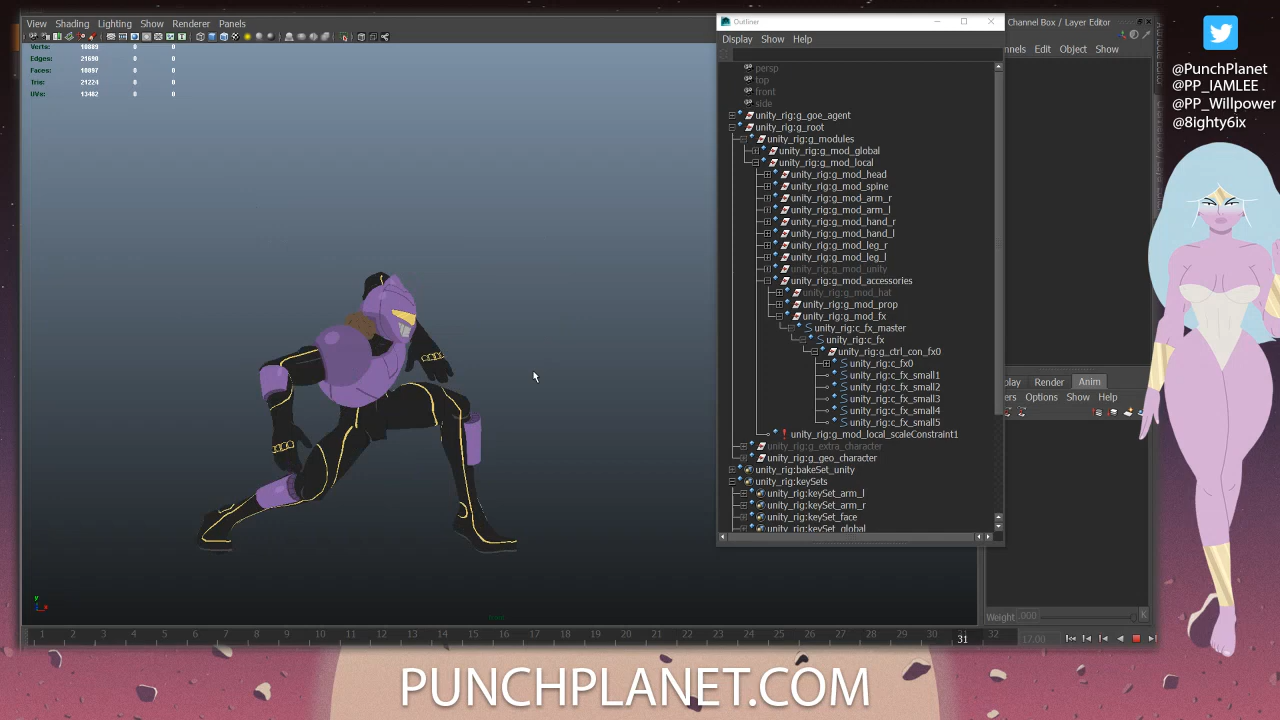 View Shading Lighting Show Renderer Panels
Verts: 10889 0 0
Edges: 21690 0 0
Faces: 10897 0 0
Tris: 21224 0 0
UVs: 13482 0 0
Outliner
Display Show Help
persp
top
front
side
unity_rig:g_goe_agent
unity_rig:g_root
unity_rig:g_modules
unity_rig:g_mod_global
unity_rig:g_mod_local
unity_rig:g_mod_head
unity_rig:g_mod_spine
unity_rig:g_mod_arm_r
unity_rig:g_mod_arm_l
unity_rig:g_mod_hand_r
unity_rig:g_mod_hand_l
unity_rig:g_mod_leg_r
unity_rig:g_mod_leg_l
unity_rig:g_mod_unity
unity_rig:g_mod_accessories
unity_rig:g_mod_hat
unity_rig:g_mod_prop
unity_rig:g_mod_fx
unity_rig:c_fx_master
unity_rig:c_fx
unity_rig:g_ctrl_con_fx0
unity_rig:c_fx0
unity_rig:c_fx_small1
unity_rig:c_fx_small2
unity_rig:c_fx_small3
unity_rig:c_fx_small4
unity_rig:c_fx_small5
unity_rig:g_mod_local_scaleConstraint1
unity_rig:g_extra_character
unity_rig:g_geo_character
unity_rig:bakeSet_unity
unity_rig:keySets
unity_rig:keySet_arm_l
unity_rig:keySet_arm_r
unity_rig:keySet_face
unity_rig:keySet_global
Channel Box / Layer Editor
nnels Edit Object Show
play Render Anim
ers Options Show Help
Weight: .000 K
y
x
1 2 3 4 5 6 7 8 9 10 11 12 13 14 15 16 17 18 19 20 21 22 23 24 25 26 27 28 29 30 31 32
17.00
@PunchPlanet
@PP_IAMLEE
@PP_Willpower
@8ighty6ix
PUNCHPLANET.COM